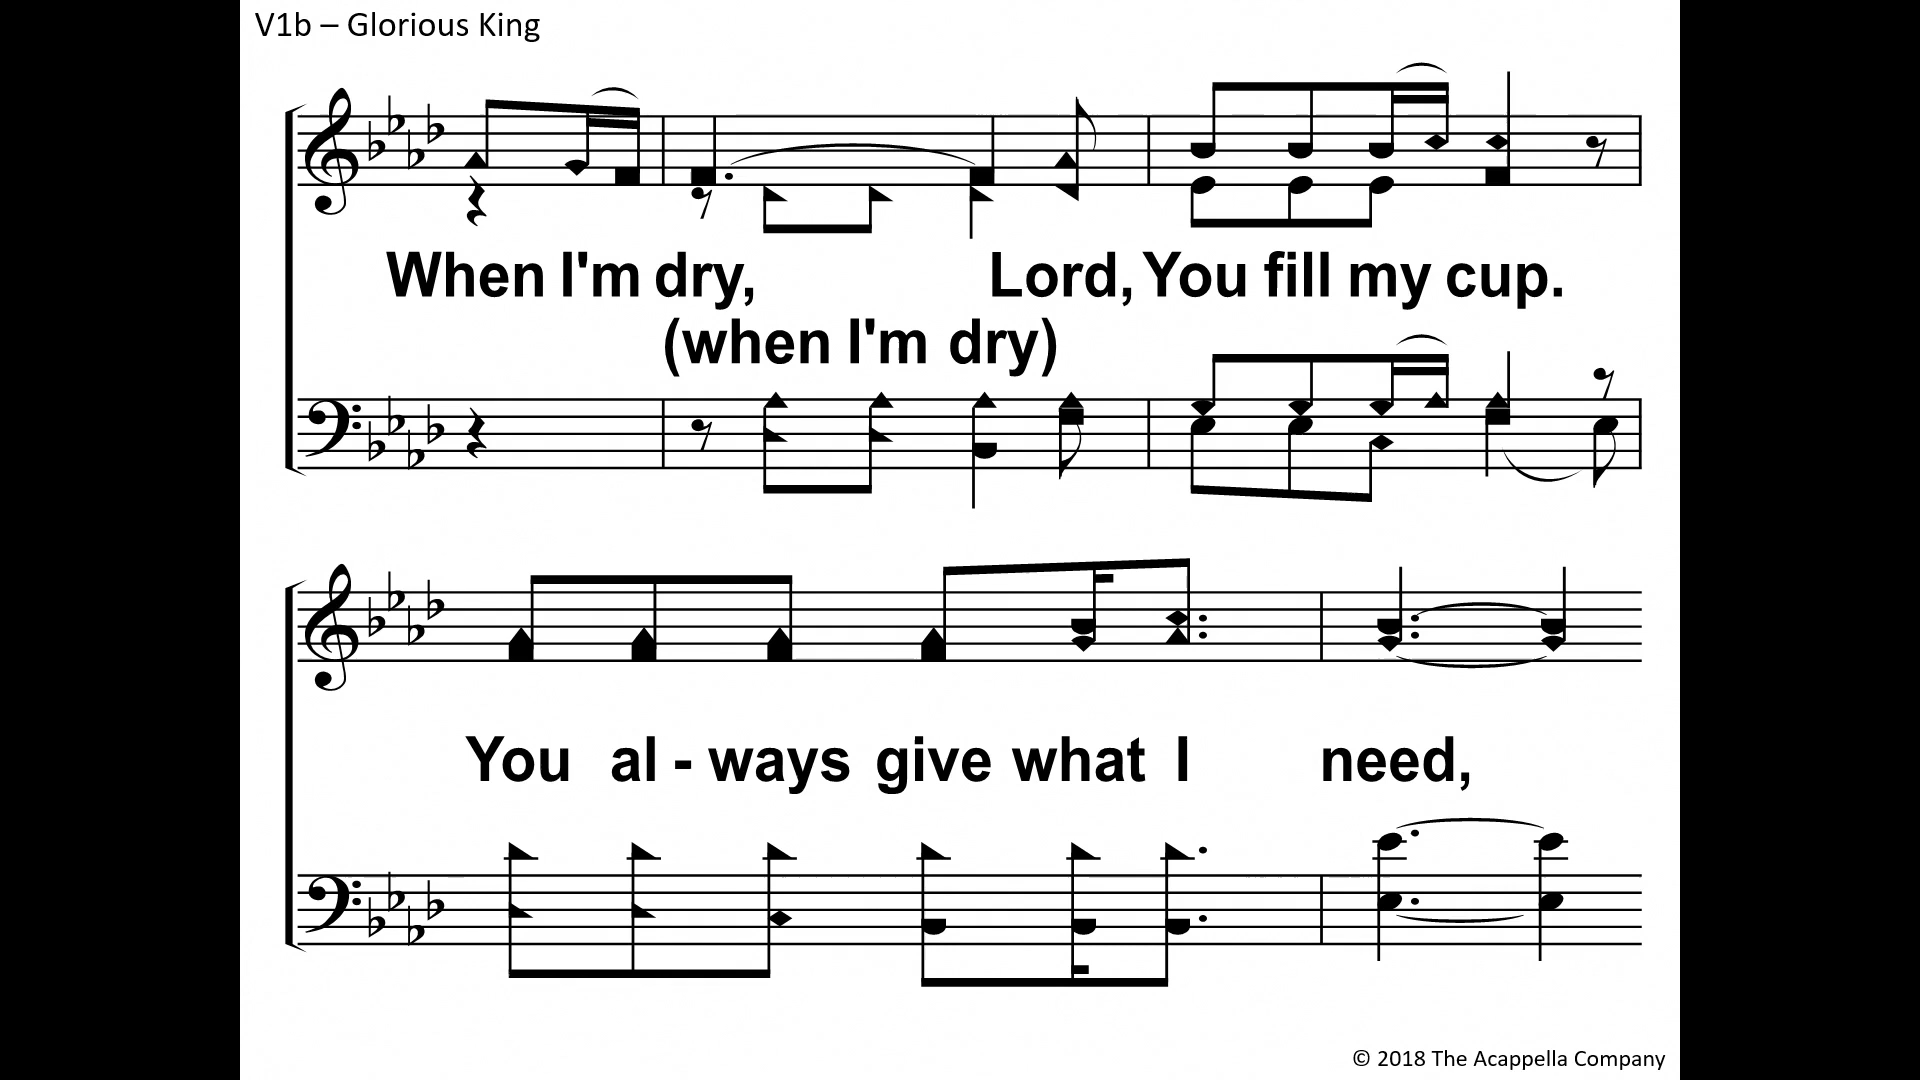 V1b – Glorious King
When I'm dry, Lord, You fill my cup.
(when I'm dry)
You al - ways give what I need,
© 2018 The Acappella Company